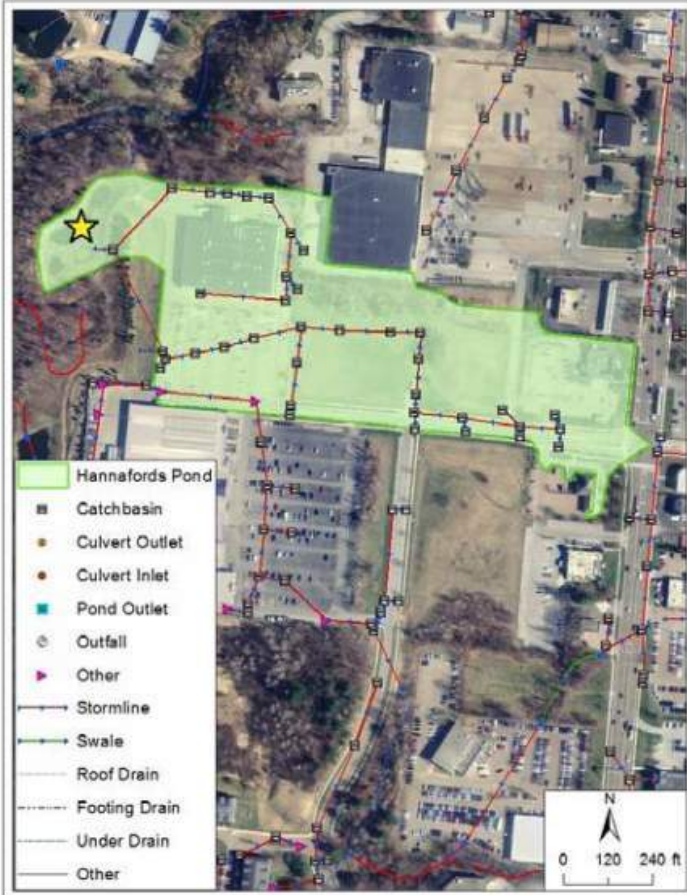 Hannafords Pond
Catchbasin
Culvert Outlet
Culvert Inlet
Pond Outlet
Outfall
Other
Stormline
Swale
Roof Drain
Footing Drain
Under Drain
Other
N
0 120 240 ft